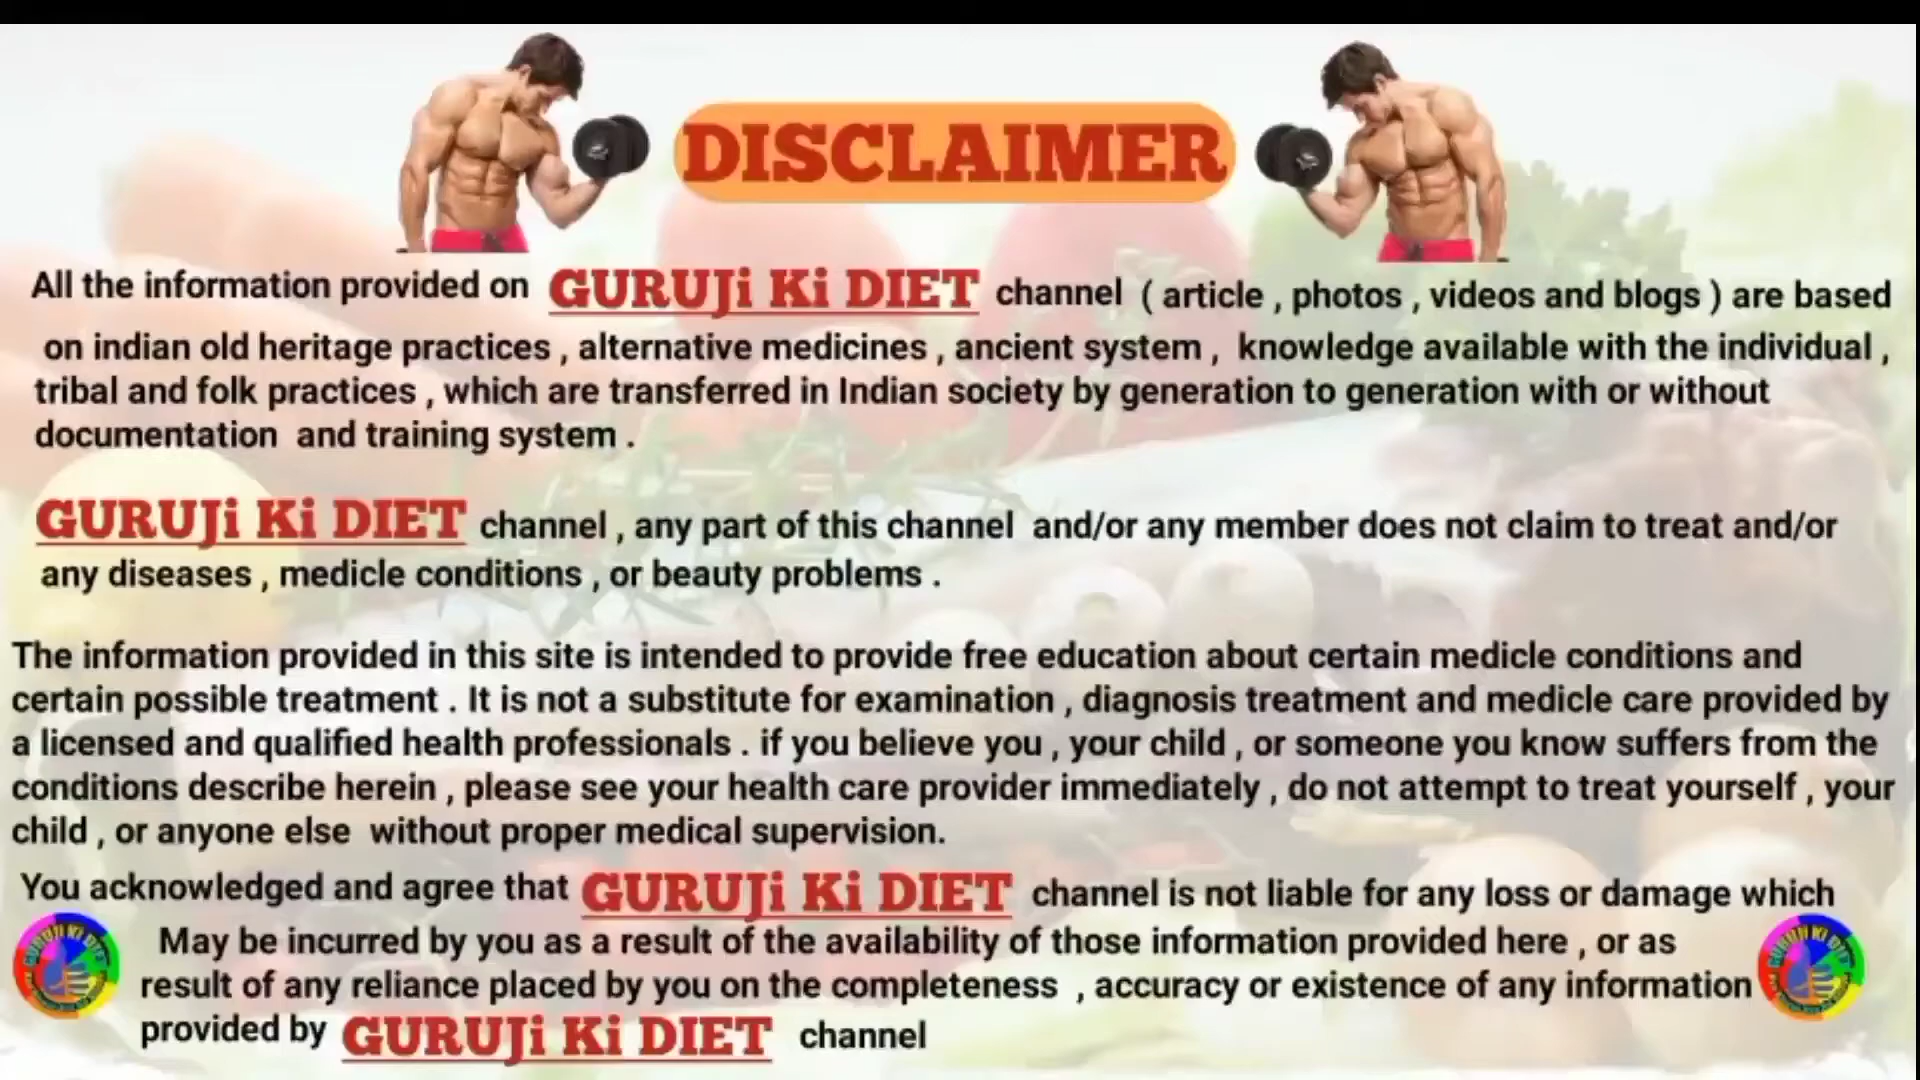 DISCLAIMER
All the information provided on GURUJi Ki DIET channel ( article , photos , videos and blogs ) are based
on indian old heritage practices , alternative medicines , ancient system , knowledge available with the individual ,
tribal and folk practices , which are transferred in Indian society by generation to generation with or without
documentation and training system .
GURUJi Ki DIET channel , any part of this channel and/or any member does not claim to treat and/or
any diseases , medicle conditions , or beauty problems .
The information provided in this site is intended to provide free education about certain medicle conditions and
certain possible treatment . It is not a substitute for examination , diagnosis treatment and medicle care provided by
a licensed and qualified health professionals . if you believe you , your child , or someone you know suffers from the
conditions describe herein , please see your health care provider immediately , do not attempt to treat yourself , your
child , or anyone else without proper medical supervision.
You acknowledged and agree that GURUJi Ki DIET channel is not liable for any loss or damage which
May be incurred by you as a result of the availability of those information provided here , or as
result of any reliance placed by you on the completeness , accuracy or existence of any information
provided by GURUJi Ki DIET channel
GURUJI KI DIET
GURUJI KI DIET